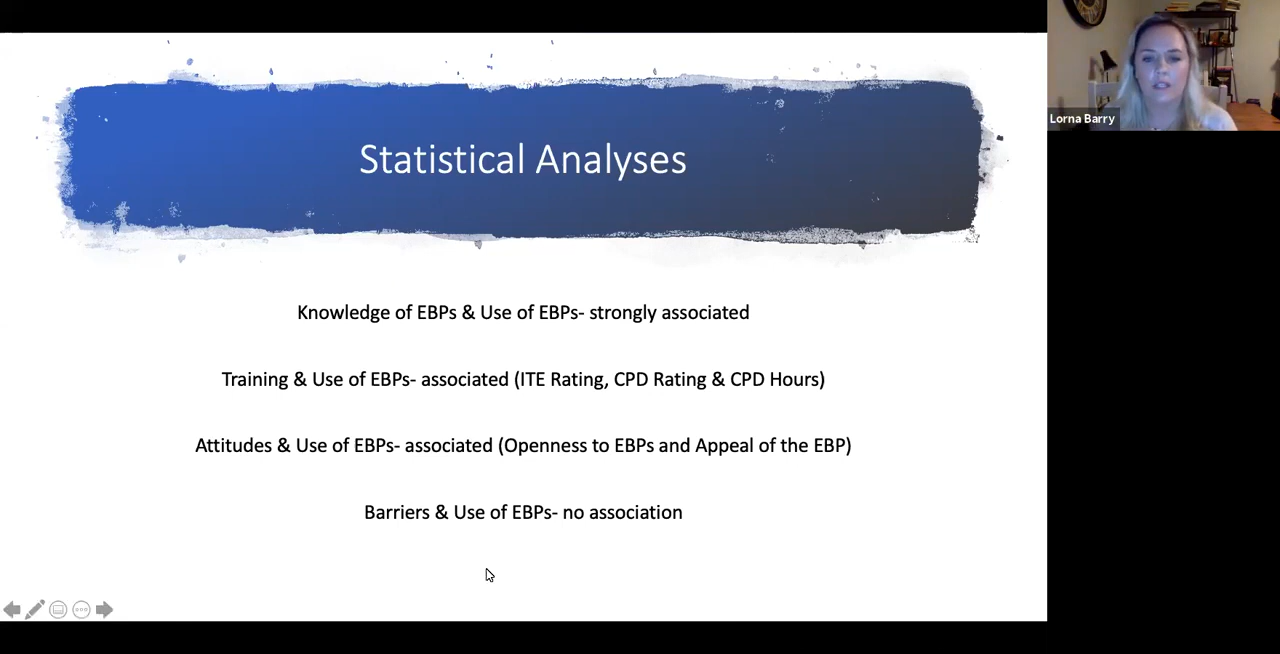 Statistical Analyses
Lorna Barry
Knowledge of EBPs & Use of EBPs- strongly associated
Training & Use of EBPs- associated (ITE Rating, CPD Rating & CPD Hours)
Attitudes & Use of EBPs- associated (Openness to EBPs and Appeal of the EBP)
Barriers & Use of EBPs- no association